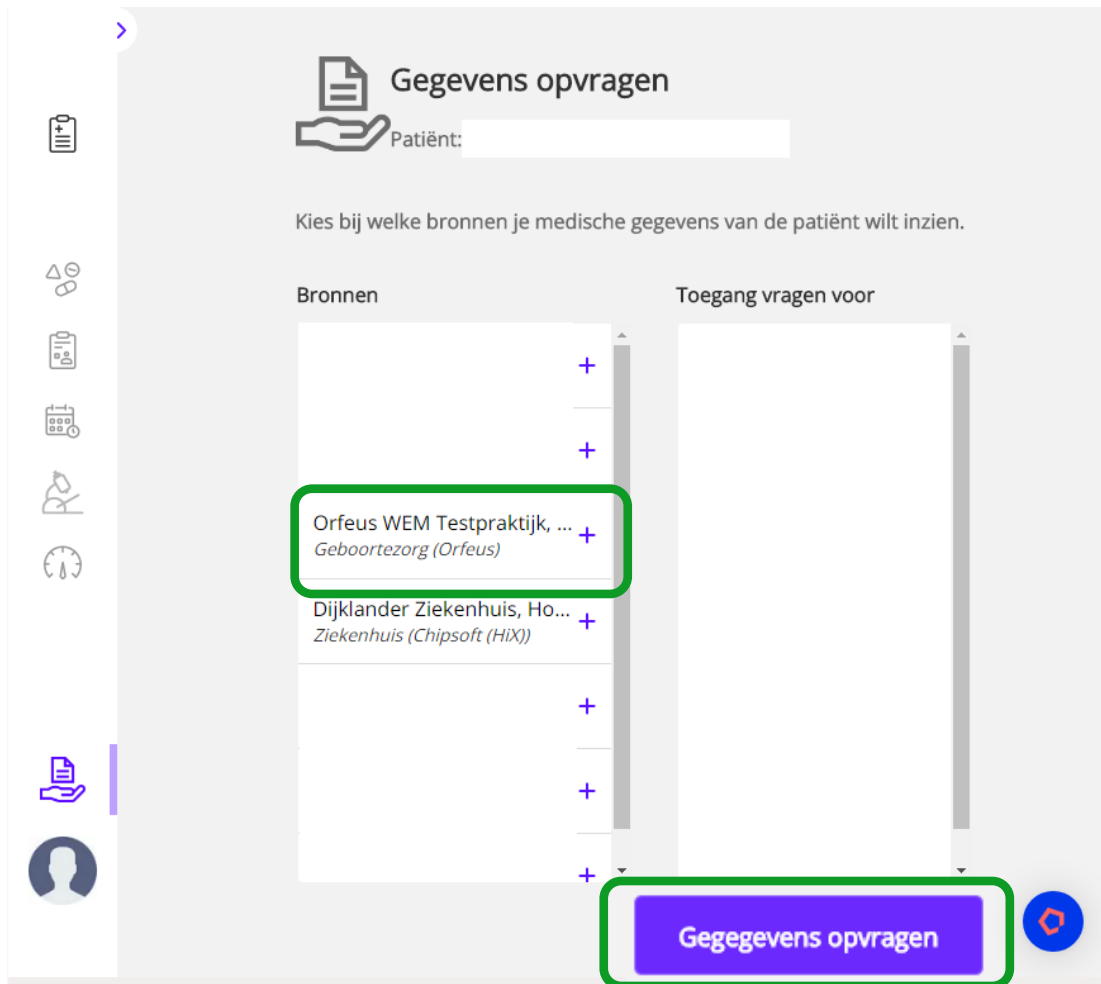 Gegevens opvragen
Patiënt:
Kies bij welke bronnen je medische gegevens van de patiënt wilt inzien.
Bronnen
Toegang vragen voor
Orfeus WEM Testpraktijk, ...
Geboortezorg (Orfeus)
Dijklander Ziekenhuis, Ho...
Ziekenhuis (Chipsoft (HiX))
Gegegevens opvragen